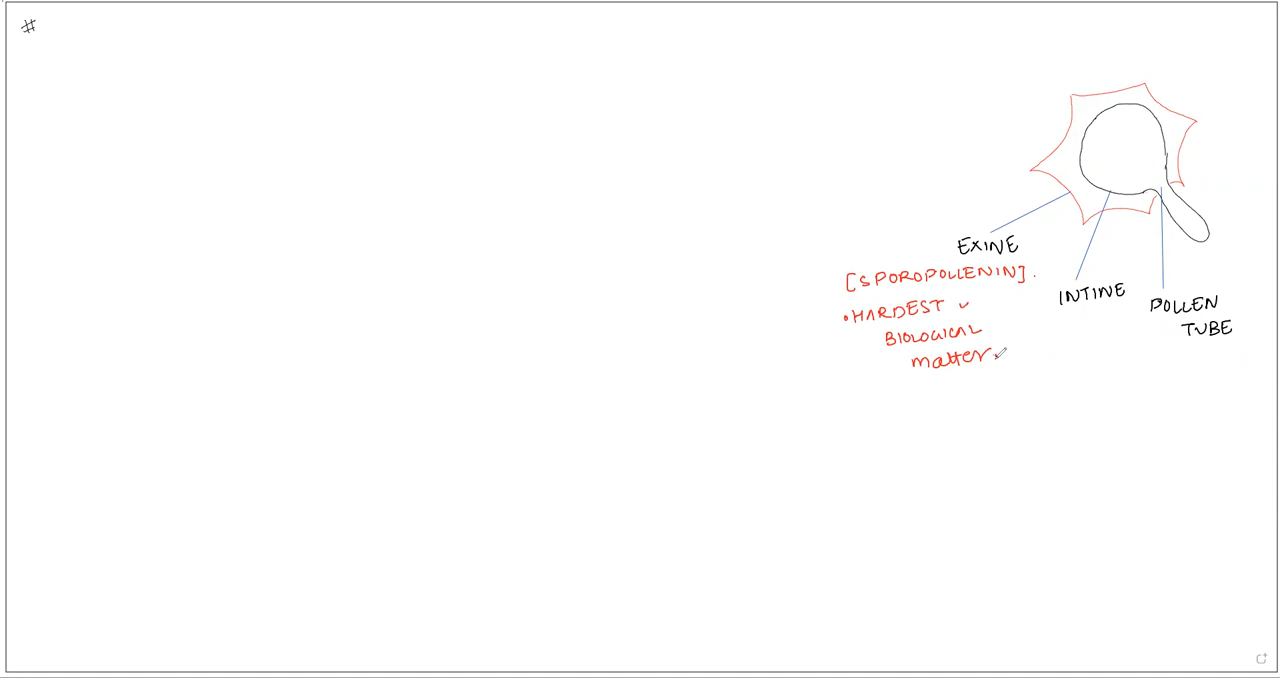 #
EXINE
[SPOROPOLLENIN].
•HARDEST
BIOLOGICAL
matter.
INTINE
POLLEN
TUBE